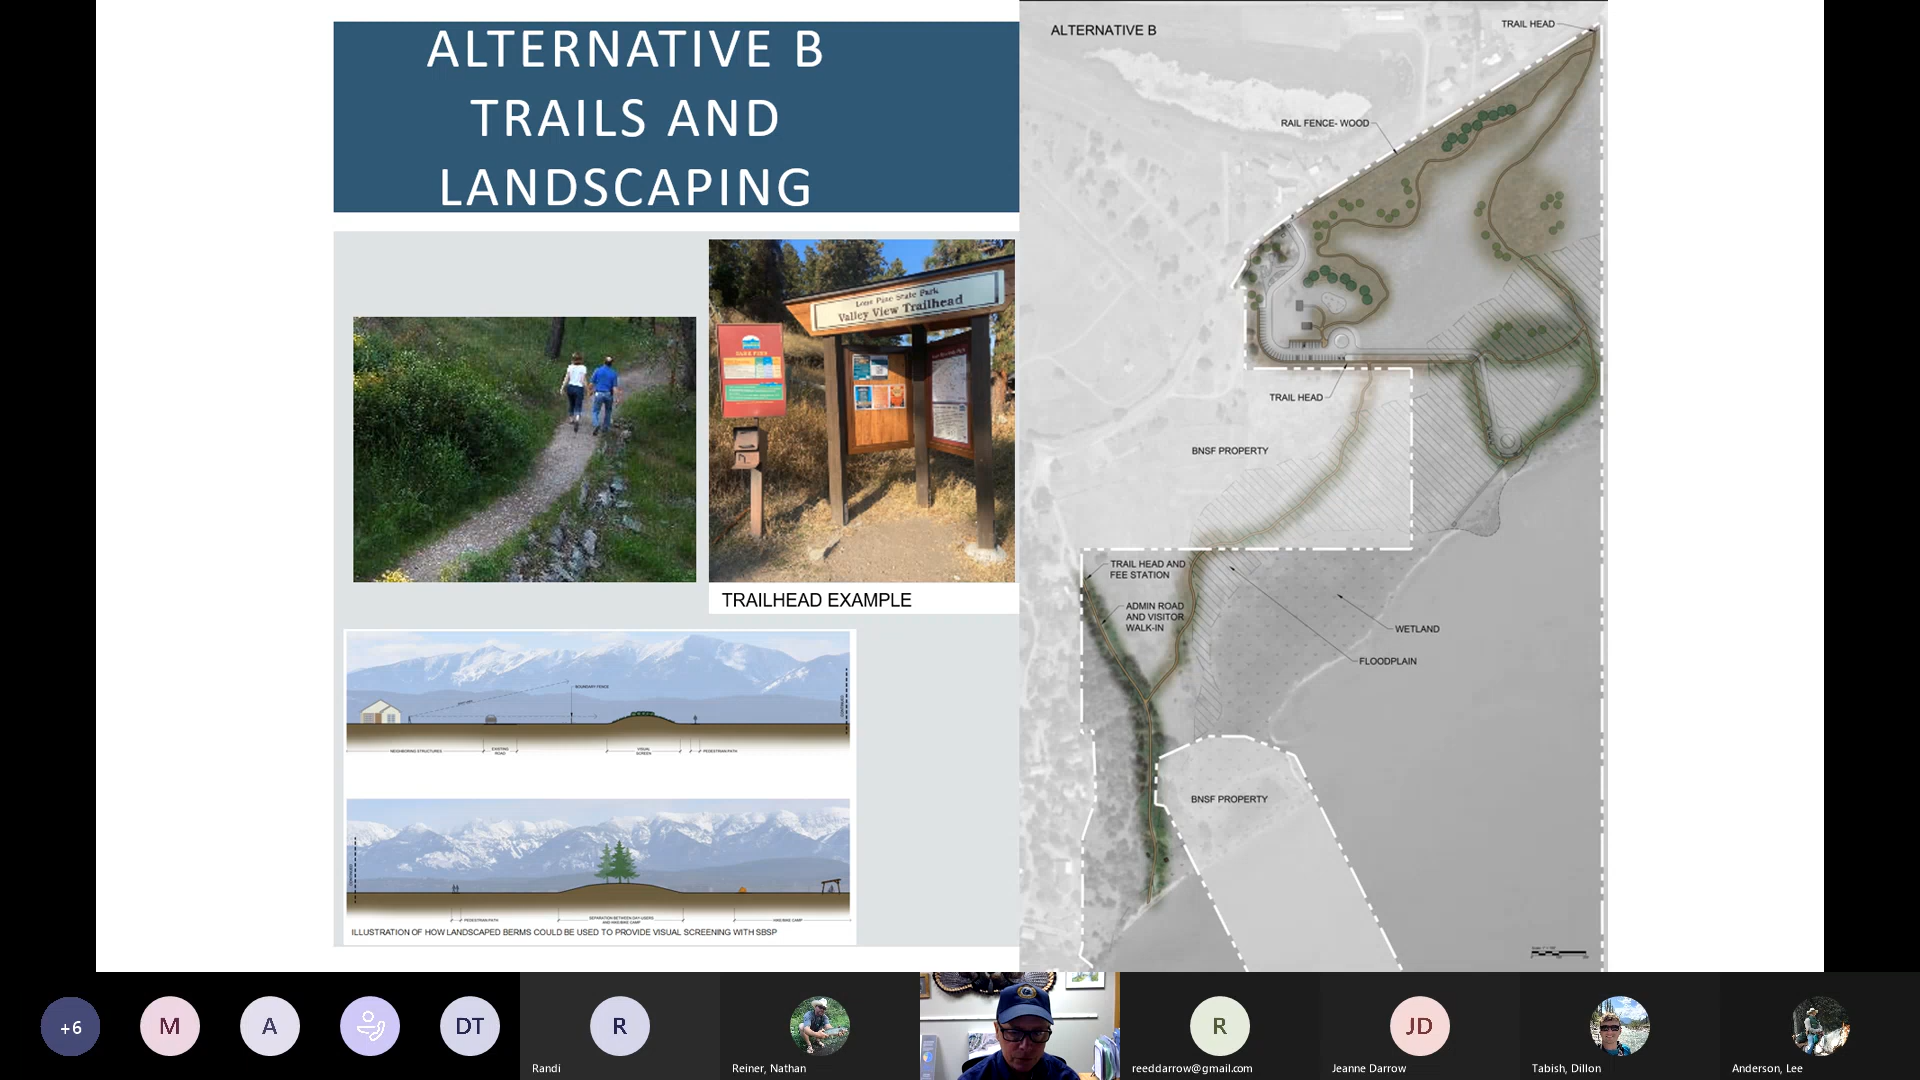 ALTERNATIVE B
TRAILS AND
LANDSCAPING
Lone Pine State Park
Valley View Trailhead
TRAILHEAD EXAMPLE
BOUNDARY FENCE
NEIGHBORING STRUCTURES
EXISTING
ROAD
VISUAL
SCREEN
PEDESTRIAN PATH
PEDESTRIAN PATH
SEPARATION BETWEEN DAY-USERS
AND HIKE/BIKE CAMP
HIKE/BIKE CAMP
ILLUSTRATION OF HOW LANDSCAPED BERMS COULD BE USED TO PROVIDE VISUAL SCREENING WITH SBSP
ALTERNATIVE B
TRAIL HEAD
RAIL FENCE- WOOD
TRAIL HEAD
BNSF PROPERTY
TRAIL HEAD AND
FEE STATION
ADMIN ROAD
AND VISITOR
WALK-IN
WETLAND
FLOODPLAIN
BNSF PROPERTY
+6
M
A
DT
R
Randi
Reiner, Nathan
R
reeddarrow@gmail.com
JD
Jeanne Darrow
Tabish, Dillon
Anderson, Lee